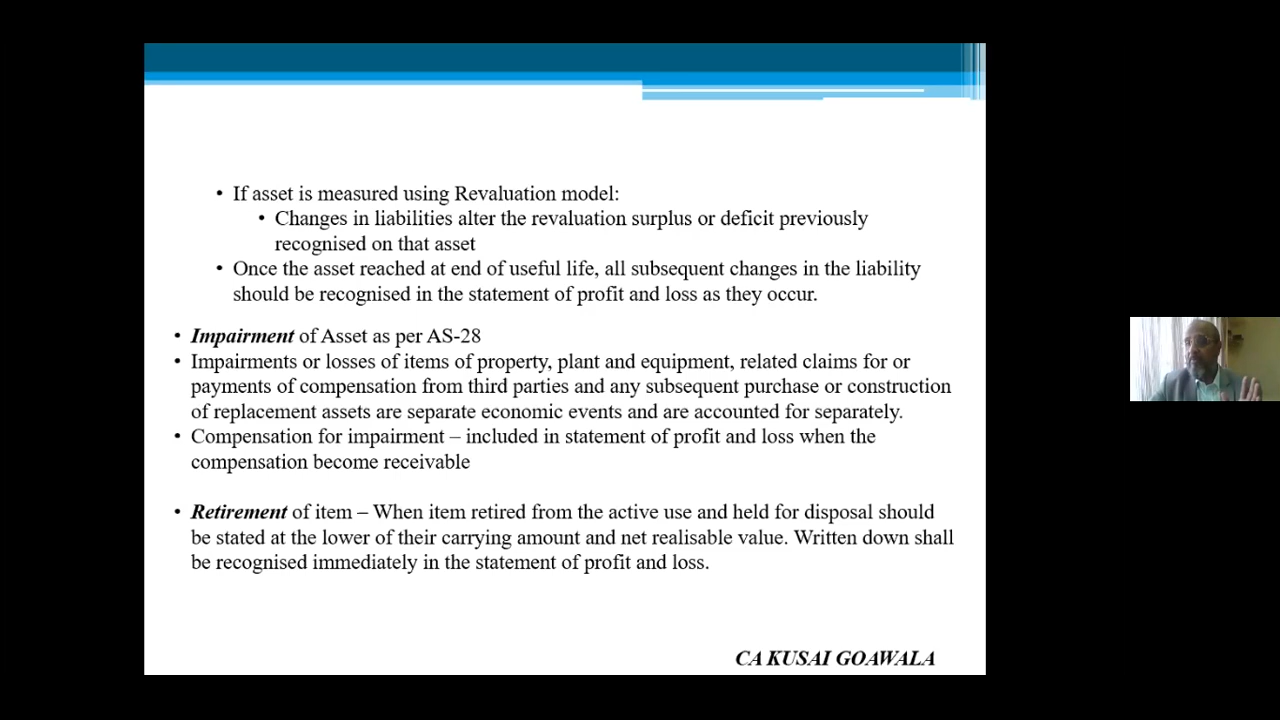 • If asset is measured using Revaluation model:
• Changes in liabilities alter the revaluation surplus or deficit previously
recognised on that asset
• Once the asset reached at end of useful life, all subsequent changes in the liability
should be recognised in the statement of profit and loss as they occur.
• Impairment of Asset as per AS-28
• Impairments or losses of items of property, plant and equipment, related claims for or
payments of compensation from third parties and any subsequent purchase or construction
of replacement assets are separate economic events and are accounted for separately.
• Compensation for impairment – included in statement of profit and loss when the
compensation become receivable
• Retirement of item – When item retired from the active use and held for disposal should
be stated at the lower of their carrying amount and net realisable value. Written down shall
be recognised immediately in the statement of profit and loss.
CA KUSAI GOAWALA